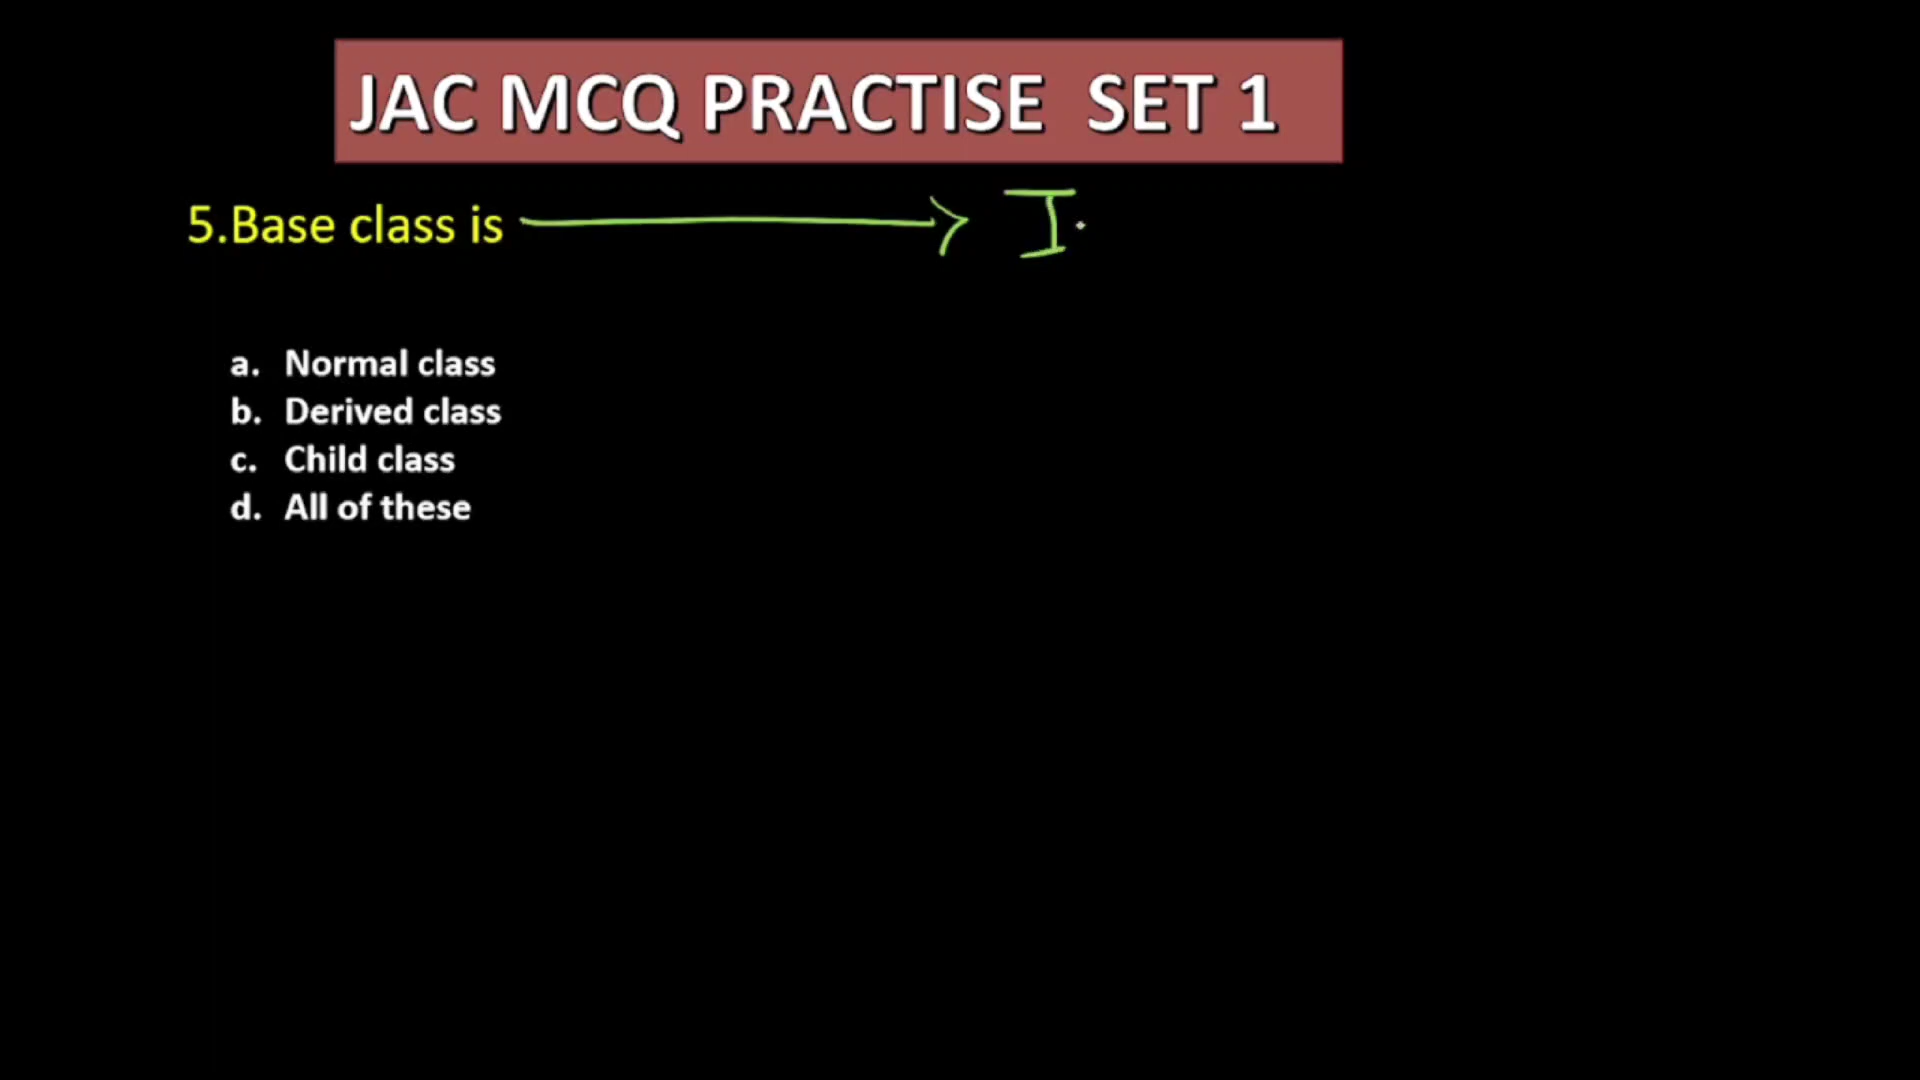 JAC MCQ PRACTISE SET 1
5.Base class is I
a. Normal class
b. Derived class
c. Child class
d. All of these